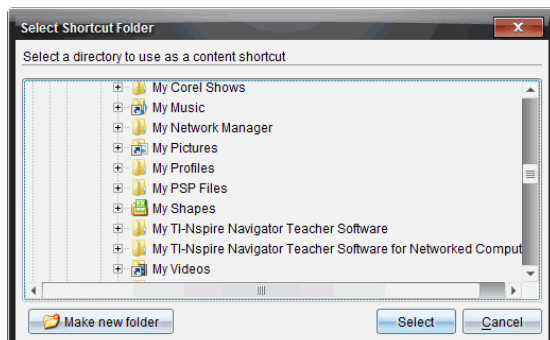 Select Shortcut Folder
Select a directory to use as a content shortcut
My Corel Shows
My Music
My Network Manager
My Pictures
My Profiles
My PSP Files
My Shapes
My TI-Nspire Navigator Teacher Software
My TI-Nspire Navigator Teacher Software for Networked Comput
My Videos
Make new folder
Select
Cancel